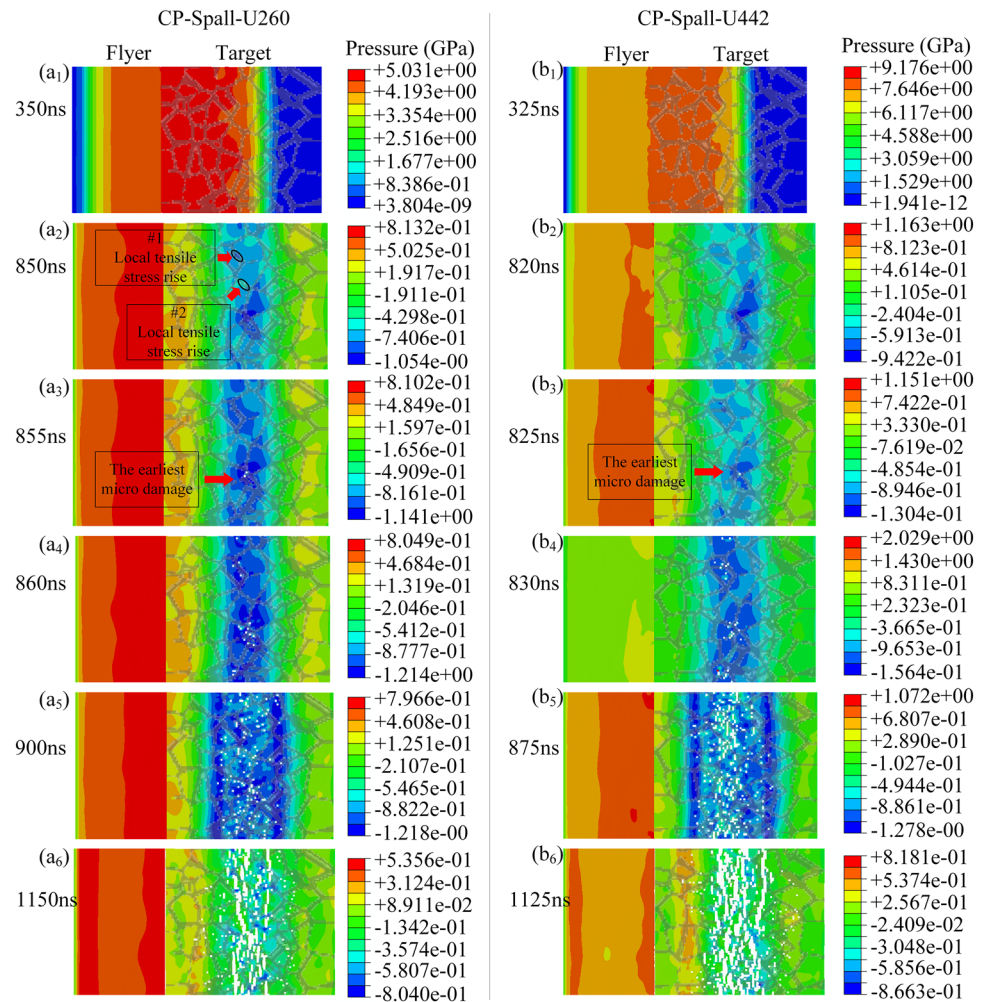 CP-Spall-U260
CP-Spall-U442
Flyer
Target
Pressure (GPa)
Flyer
Target
Pressure (GPa)
(a1)
350ns
+5.031e+00
+4.193e+00
+3.354e+00
+2.516e+00
+1.677e+00
+8.386e-01
+3.804e-09
(b1)
325ns
+9.176e+00
+7.646e+00
+6.117e+00
+4.588e+00
+3.059e+00
+1.529e+00
+1.941e-12
(a2)
850ns
#1
Local tensile
stress rise
#2
Local tensile
stress rise
+8.132e-01
+5.025e-01
+1.917e-01
-1.911e-01
-4.298e-01
-7.406e-01
-1.054e-00
(b2)
820ns
+1.163e+00
+8.123e-01
+4.614e-01
+1.105e-01
-2.404e-01
-5.913e-01
-9.422e-01
(a3)
855ns
The earliest
micro damage
+8.102e-01
+4.849e-01
+1.597e-01
-1.656e-01
-4.909e-01
-8.161e-01
-1.141e+00
(b3)
825ns
The earliest
micro damage
+1.151e+00
+7.422e-01
+3.330e-01
-7.619e-02
-4.854e-01
-8.946e-01
-1.304e-01
(a4)
860ns
+8.049e-01
+4.684e-01
+1.319e-01
-2.046e-01
-5.412e-01
-8.777e-01
-1.214e+00
(b4)
830ns
+2.029e+00
+1.430e+00
+8.311e-01
+2.323e-01
-3.665e-01
-9.653e-01
-1.564e-01
(a5)
900ns
+7.966e-01
+4.608e-01
+1.251e-01
-2.107e-01
-5.465e-01
-8.822e-01
-1.218e-00
(b5)
875ns
+1.072e+00
+6.807e-01
+2.890e-01
-1.027e-01
-4.944e-01
-8.861e-01
-1.278e-00
(a6)
1150ns
+5.356e-01
+3.124e-01
+8.911e-02
-1.342e-01
-3.574e-01
-5.807e-01
-8.040e-01
(b6)
1125ns
+8.181e-01
+5.374e-01
+2.567e-01
-2.409e-02
-3.048e-01
-5.856e-01
-8.663e-01